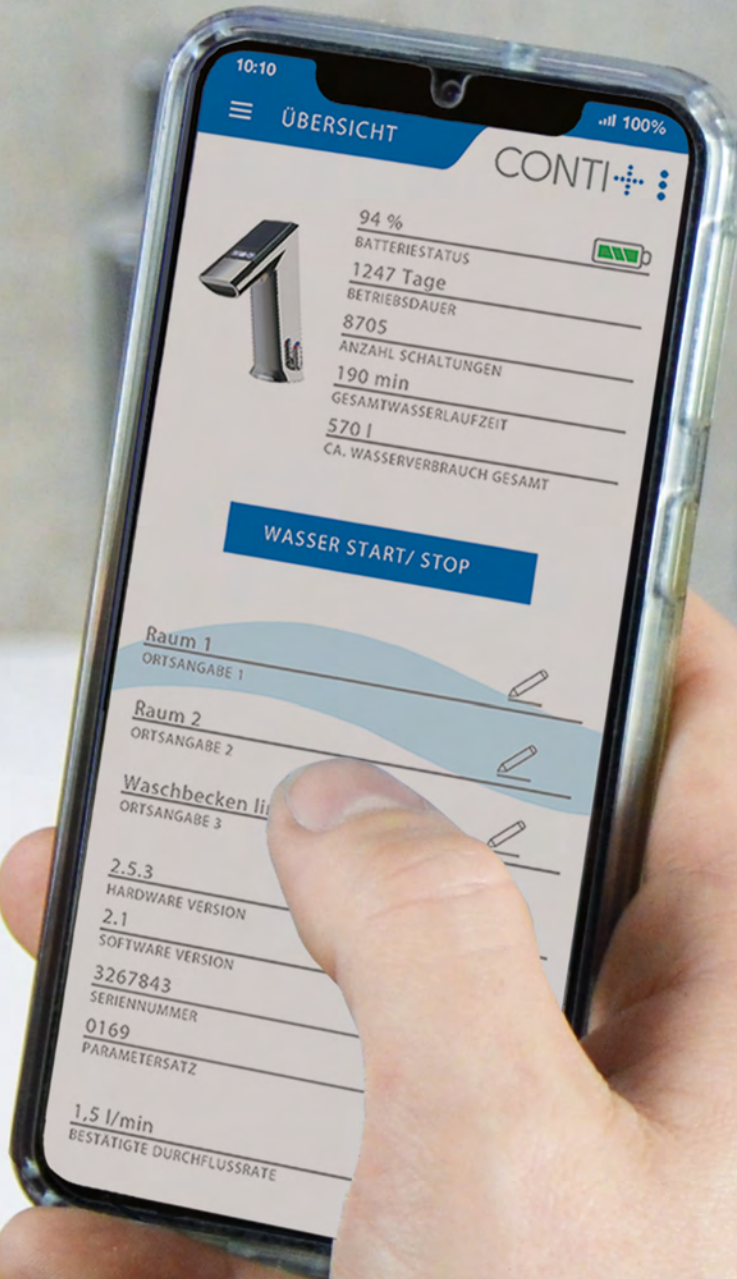 10:10
100%
ÜBERSICHT
CONTI+
94 %
BATTERIESTATUS
1247 Tage
BETRIEBSDAUER
8705
ANZAHL SCHALTUNGEN
190 min
GESAMTWASSERLAUFZEIT
570 l
CA. WASSERVERBRAUCH GESAMT
WASSER START/ STOP
Raum 1
ORTSANGABE 1
Raum 2
ORTSANGABE 2
Waschbecken
ORTSANGABE 3
2.5.3
HARDWARE VERSION
2.1
SOFTWARE VERSION
3267843
SERIENNUMMER
0169
PARAMETERSATZ
1,5 l/min
BESTÄTIGTE DURCHFLUSSRATE